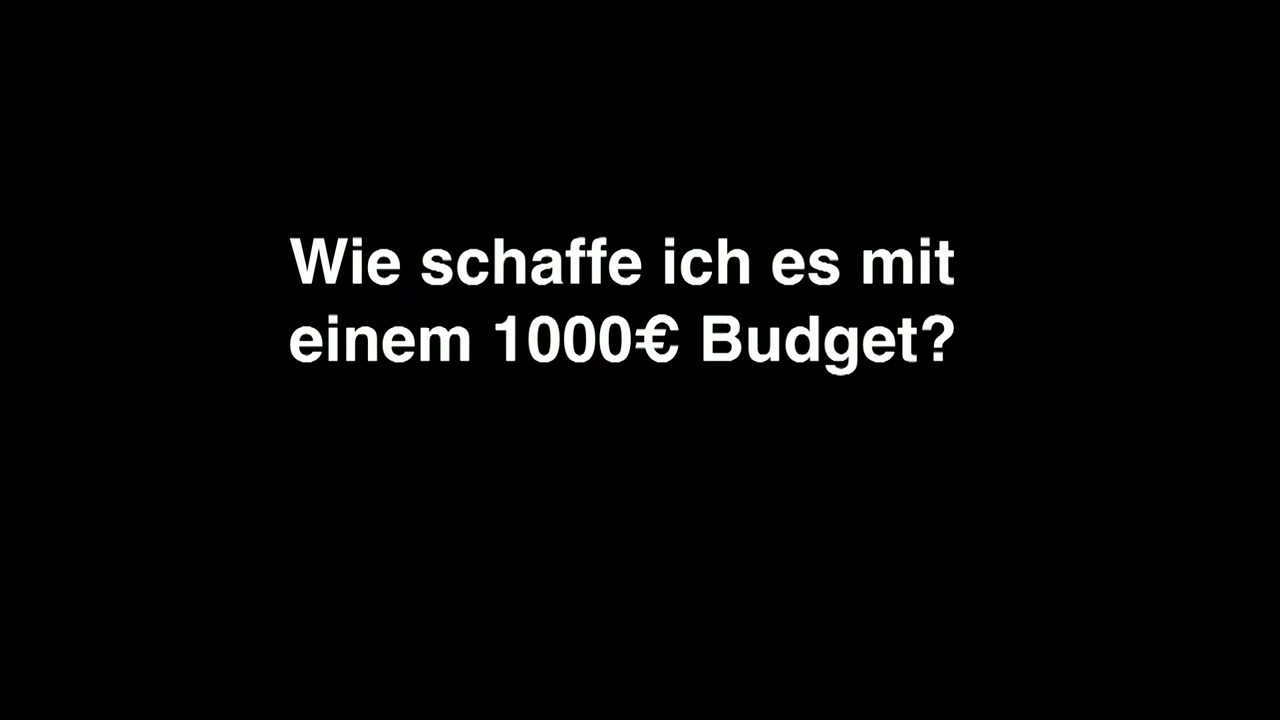 Wie schaffe ich es mit
einem 1000€ Budget?